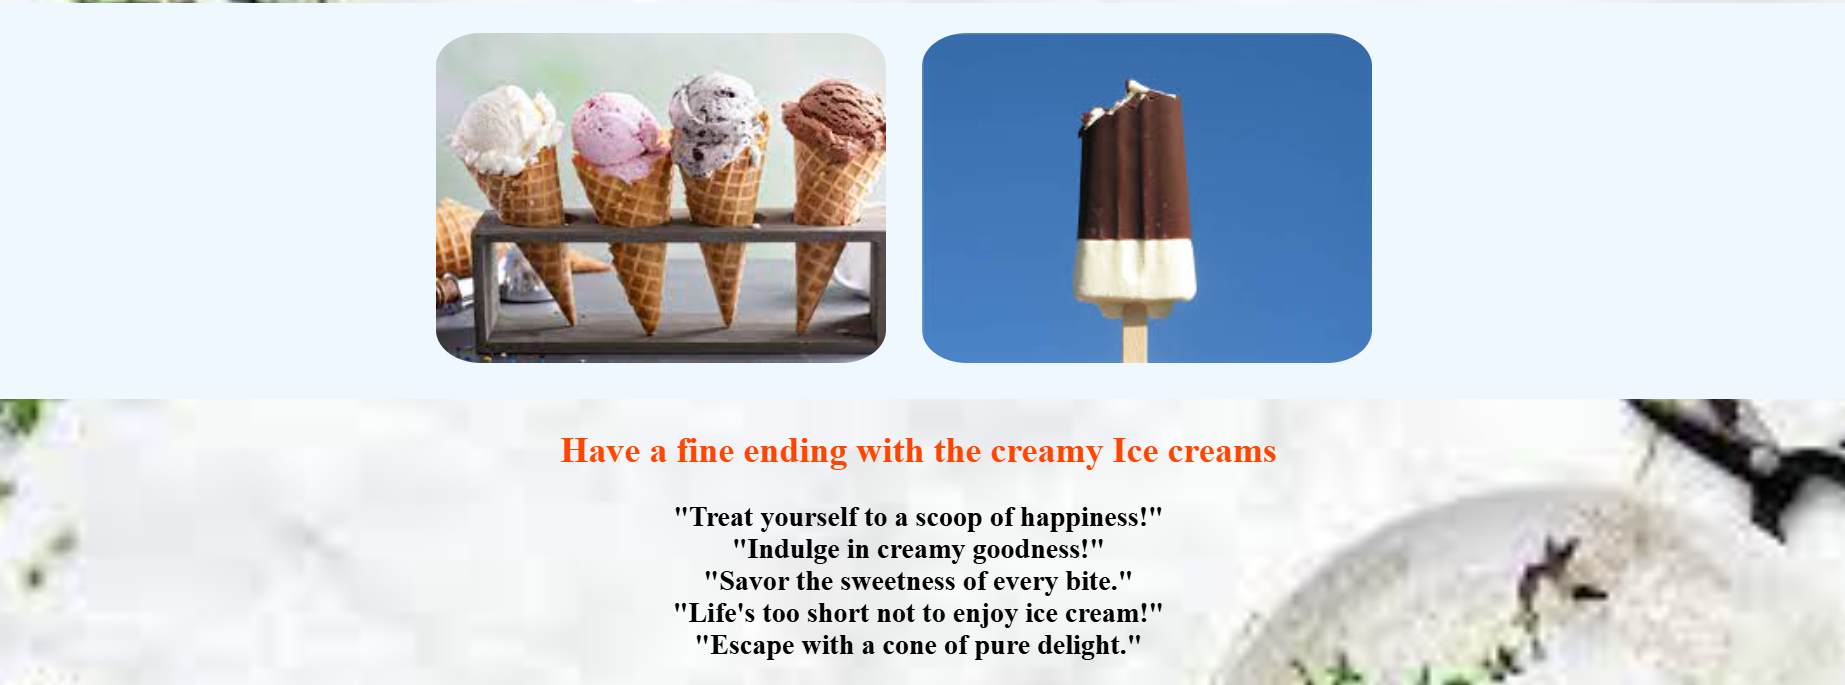 Have a fine ending with the creamy Ice creams
"Treat yourself to a scoop of happiness!"
"Indulge in creamy goodness!"
"Savor the sweetness of every bite."
"Life's too short not to enjoy ice cream!"
"Escape with a cone of pure delight."